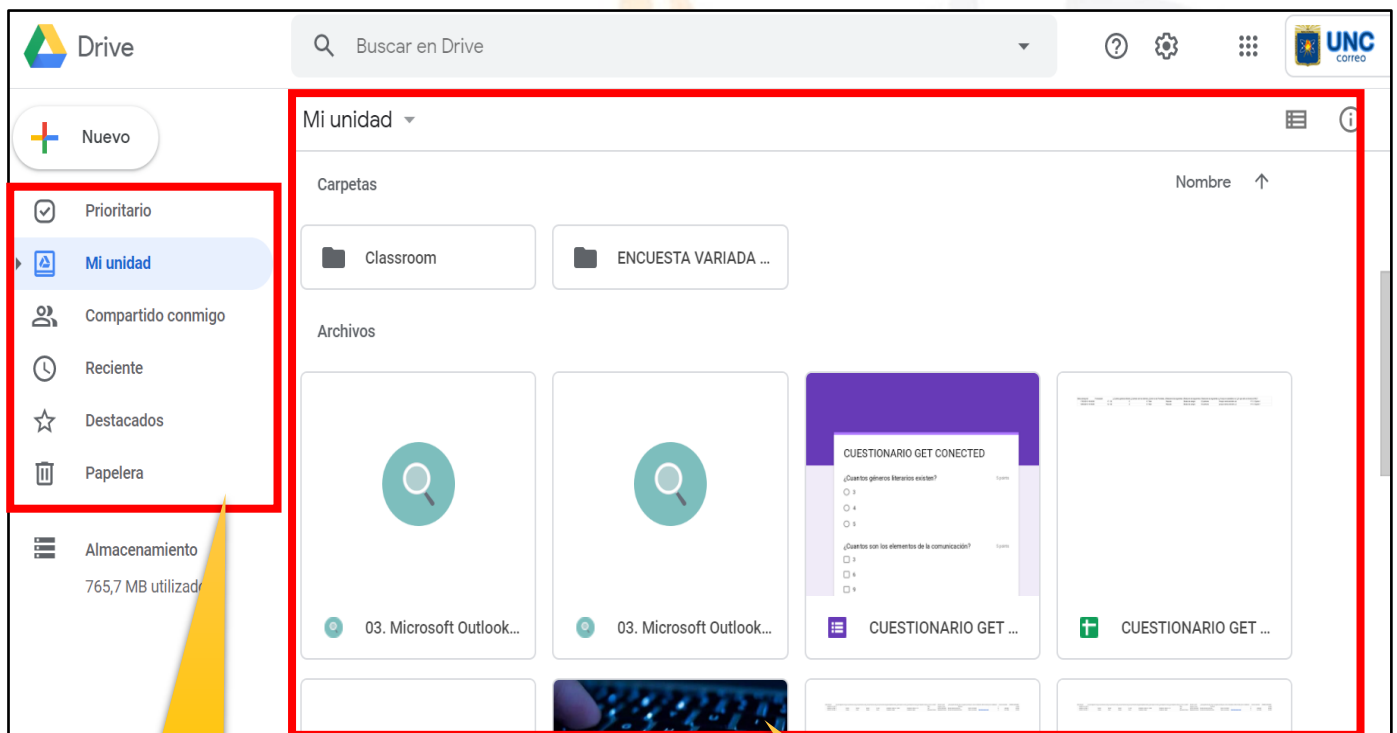 Drive
Buscar en Drive
UNC
correo
Nuevo
Mi unidad
Prioritario
Carpetas
Nombre
Mi unidad
Classroom
ENCUESTA VARIADA ...
Compartido conmigo
Archivos
Reciente
Destacados
Papelera
CUESTIONARIO GET CONECTED
¿Cuantos géneros literarios existen?
¿Cuantos son los elementos de la comunicación?
Almacenamiento
765,7 MB utilizado
03. Microsoft Outlook...
03. Microsoft Outlook...
CUESTIONARIO GET ...
CUESTIONARIO GET ...